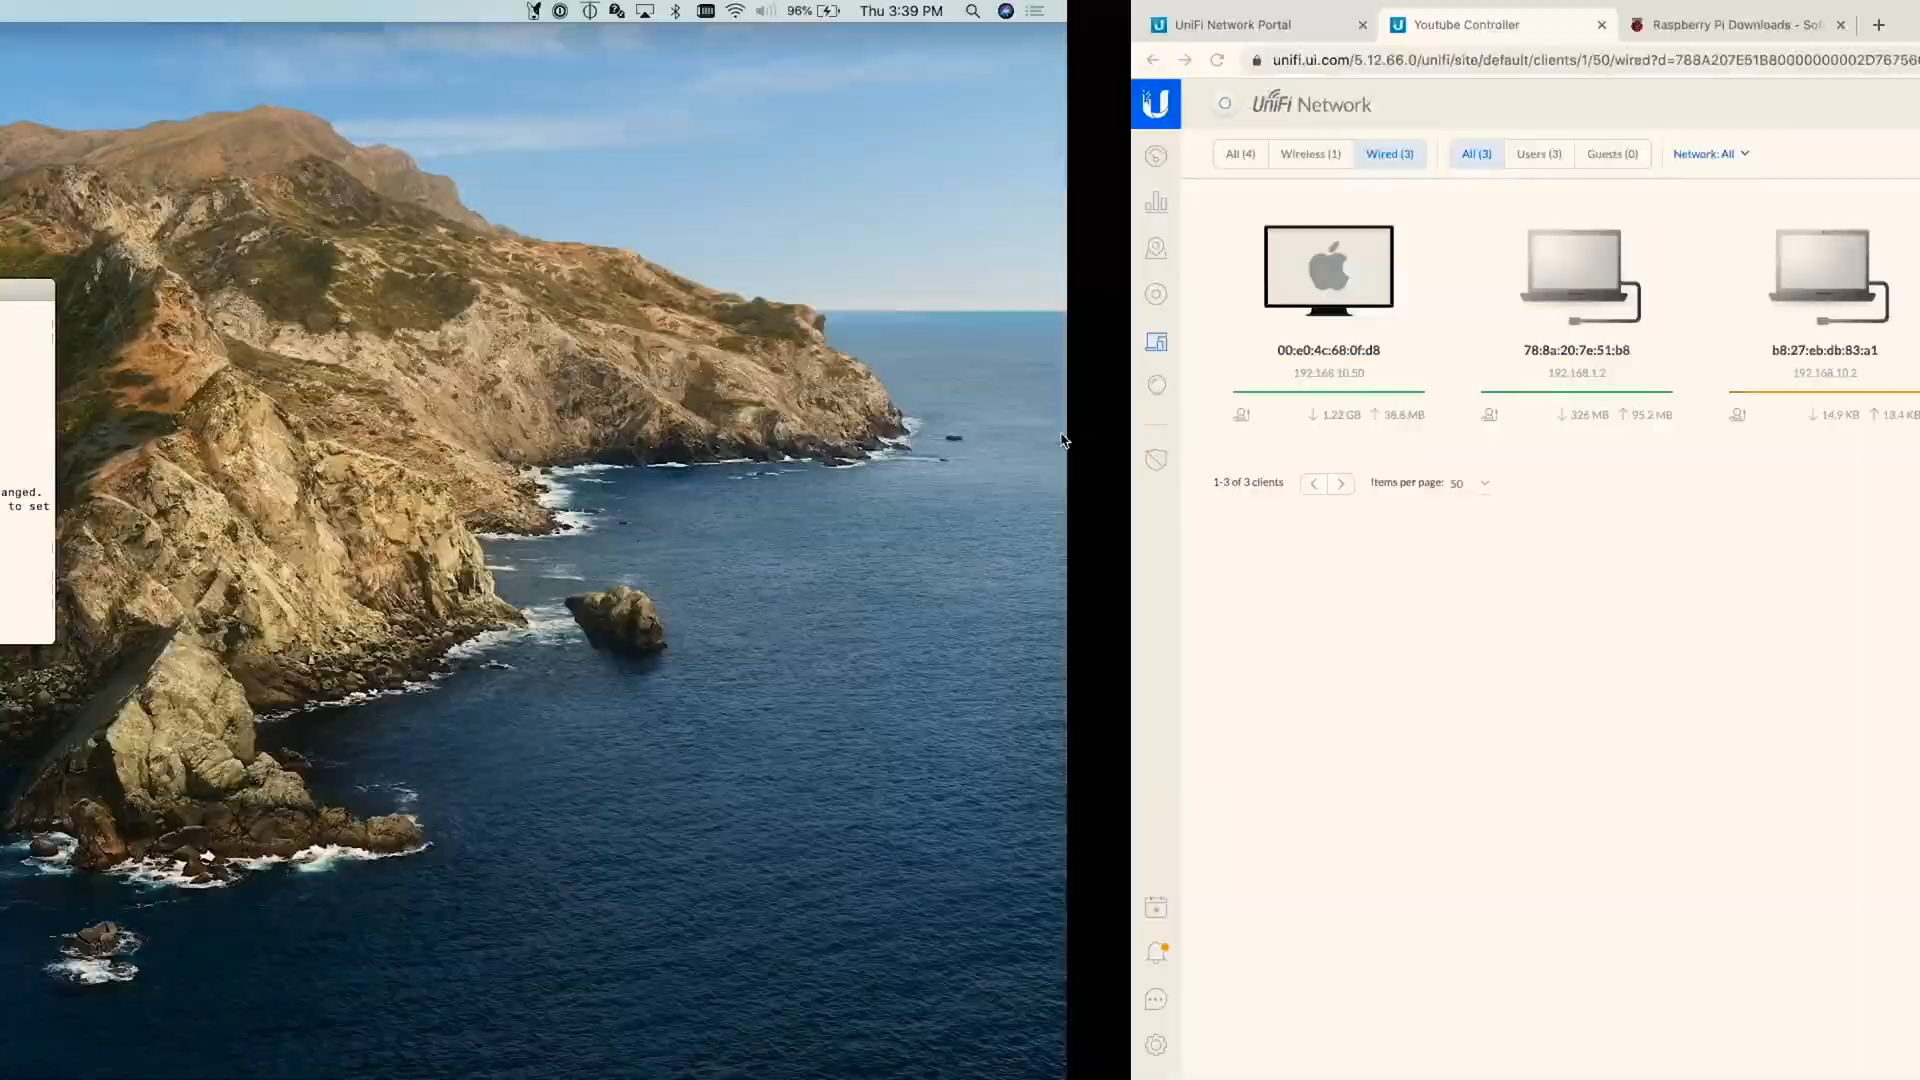 96% Thu 3:39 PM
anged.
to set
UniFi Network Portal
Youtube Controller
Raspberry Pi Downloads - Sof
unifi.ui.com/5.12.66.0/unifi/site/default/clients/1/50/wired?d=788A207E51B80000000002D76756
UniFi Network
All (4) Wireless (1) Wired (3) All (3) Users (3) Guests (0) Network: All
00:e0:4c:68:0f:d8
192.168.10.50
↓ 1.22 GB ↑ 38.6 MB
78:8a:20:7e:51:b8
192.168.1.2
↓ 326 MB ↑ 95.2 MB
b8:27:eb:db:83:a1
192.168.10.2
↓ 14.9 KB ↑ 13.4 KB
1-3 of 3 clients Items per page: 50